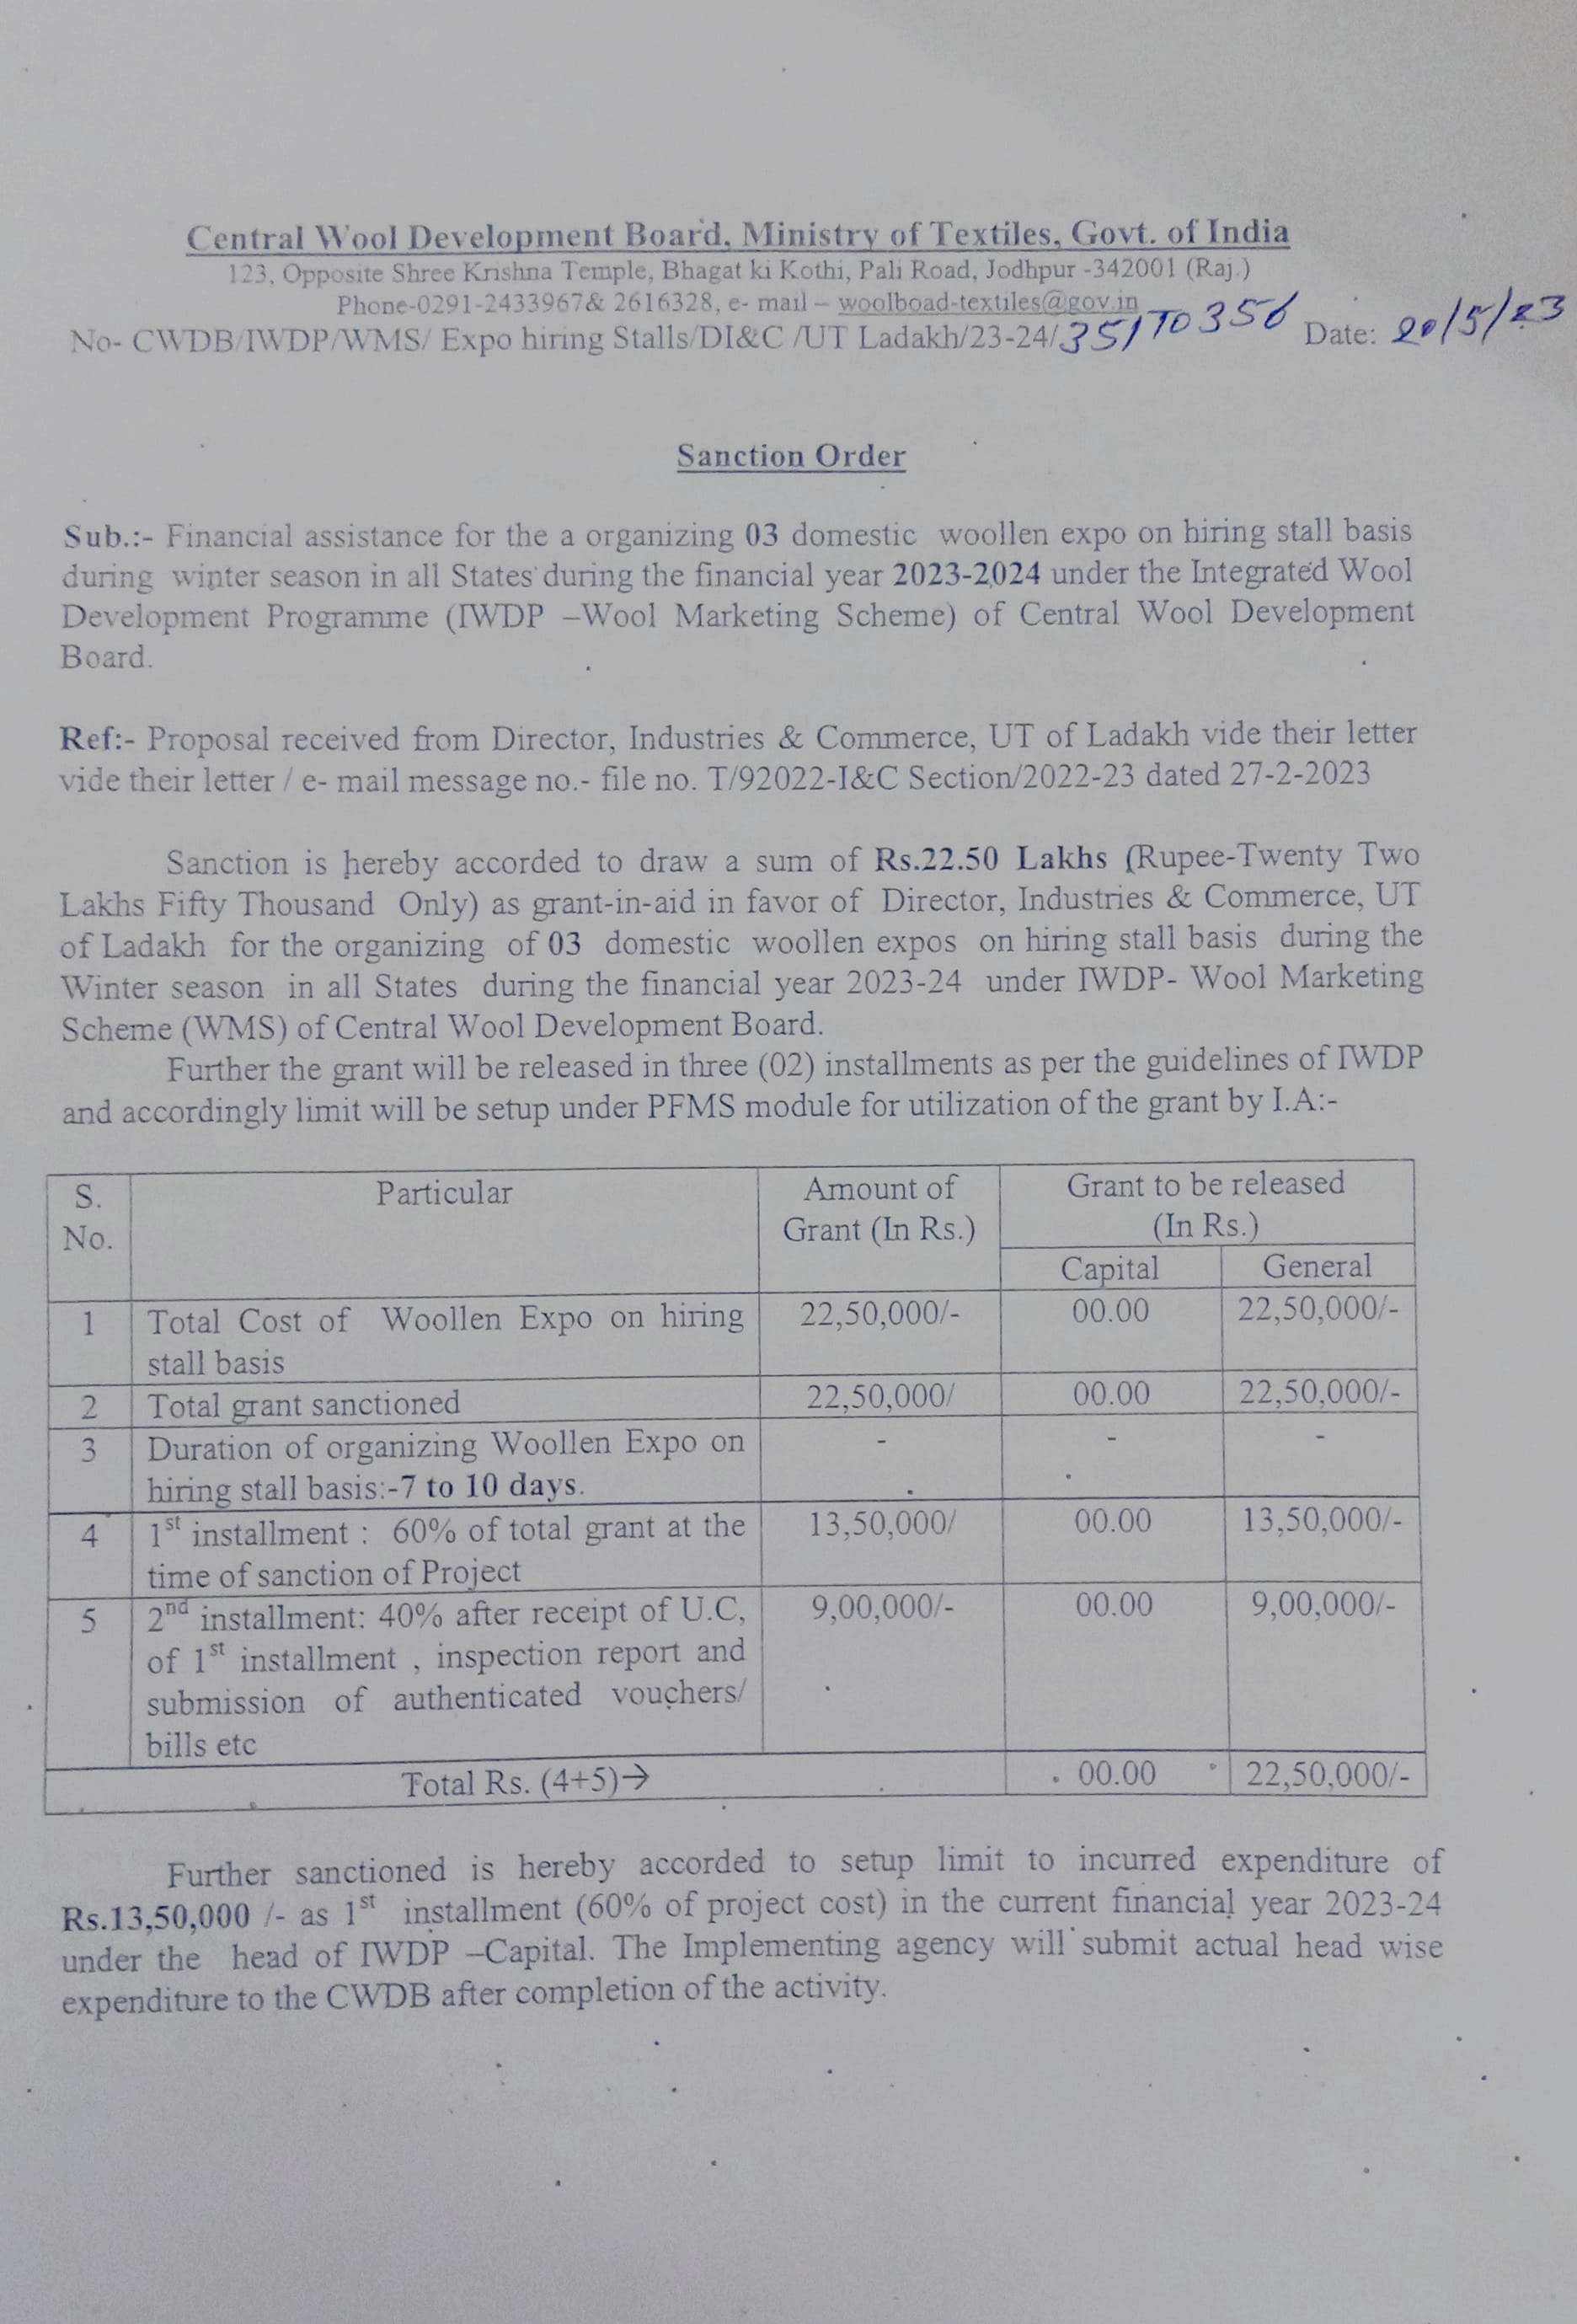 Central Wool Development Board, Ministry of Textiles, Govt. of India
123, Opposite Shree Krishna Temple, Bhagat ki Kothi, Pali Road, Jodhpur -342001 (Raj.)
Phone-0291-2433967& 2616328, e- mail – woolboad-textiles@gov.in
No- CWDB/IWDP/WMS/ Expo hiring Stalls/DI&C /UT Ladakh/23-24/351 TO 356 Date: 20/5/23
Sanction Order
Sub.:- Financial assistance for the a organizing 03 domestic woollen expo on hiring stall basis
during winter season in all States during the financial year 2023-2024 under the Integrated Wool
Development Programme (IWDP –Wool Marketing Scheme) of Central Wool Development
Board.
Ref:- Proposal received from Director, Industries & Commerce, UT of Ladakh vide their letter
vide their letter / e- mail message no.- file no. T/92022-I&C Section/2022-23 dated 27-2-2023
Sanction is hereby accorded to draw a sum of Rs.22.50 Lakhs (Rupee-Twenty Two
Lakhs Fifty Thousand Only) as grant-in-aid in favor of Director, Industries & Commerce, UT
of Ladakh for the organizing of 03 domestic woollen expos on hiring stall basis during the
Winter season in all States during the financial year 2023-24 under IWDP- Wool Marketing
Scheme (WMS) of Central Wool Development Board.
Further the grant will be released in three (02) installments as per the guidelines of IWDP
and accordingly limit will be setup under PFMS module for utilization of the grant by I.A:-
S. No. Particular Amount of Grant (In Rs.) Grant to be released (In Rs.)
Capital General
1 Total Cost of Woollen Expo on hiring 22,50,000/- 00.00 22,50,000/-
stall basis
2 Total grant sanctioned 22,50,000/ 00.00 22,50,000/-
3 Duration of organizing Woollen Expo on - - -
hiring stall basis:-7 to 10 days.
4 1st installment : 60% of total grant at the 13,50,000/ 00.00 13,50,000/-
time of sanction of Project
5 2nd installment: 40% after receipt of U.C, 9,00,000/- 00.00 9,00,000/-
of 1st installment , inspection report and
submission of authenticated vouchers/
bills etc
Total Rs. (4+5)→ 00.00 22,50,000/-
Further sanctioned is hereby accorded to setup limit to incurred expenditure of
Rs.13,50,000 /- as 1st installment (60% of project cost) in the current financial year 2023-24
under the head of IWDP –Capital. The Implementing agency will submit actual head wise
expenditure to the CWDB after completion of the activity.